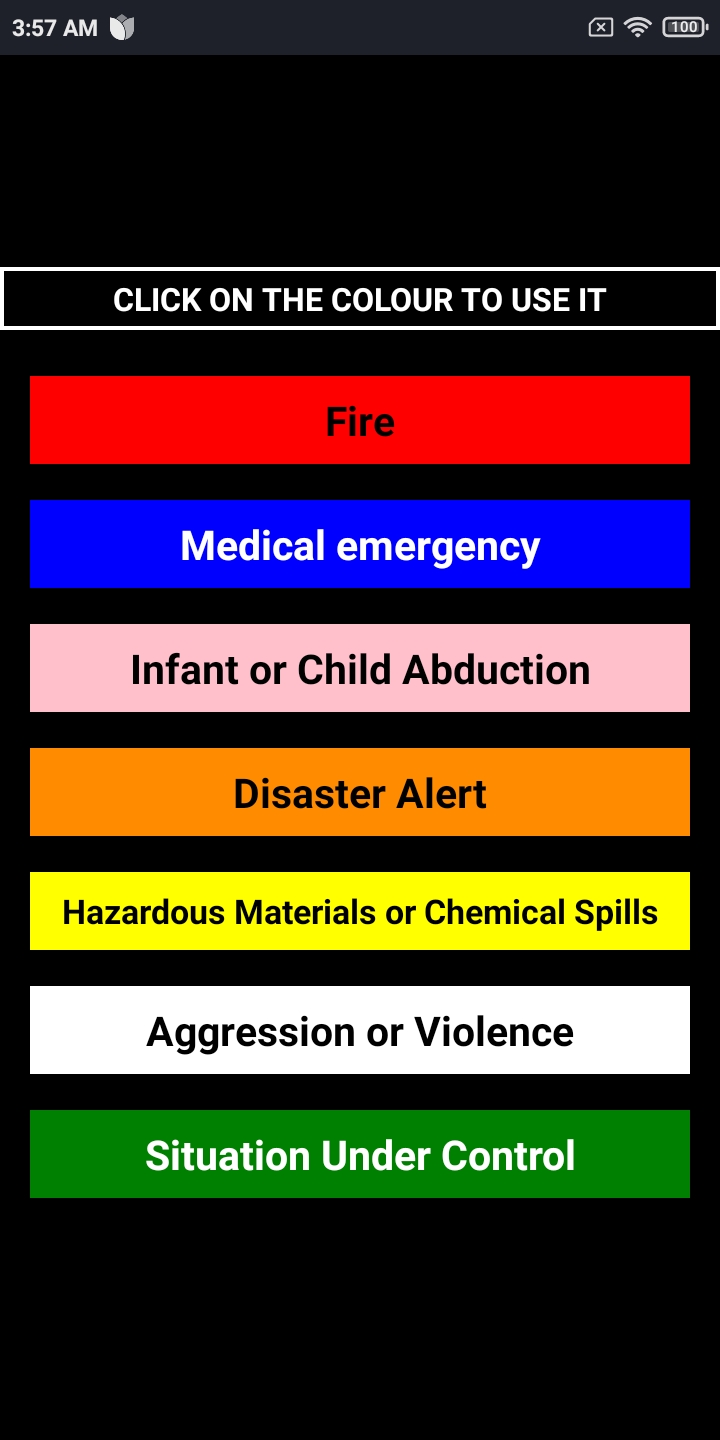 3:57 AM
100
CLICK ON THE COLOUR TO USE IT
Fire
Medical emergency
Infant or Child Abduction
Disaster Alert
Hazardous Materials or Chemical Spills
Aggression or Violence
Situation Under Control